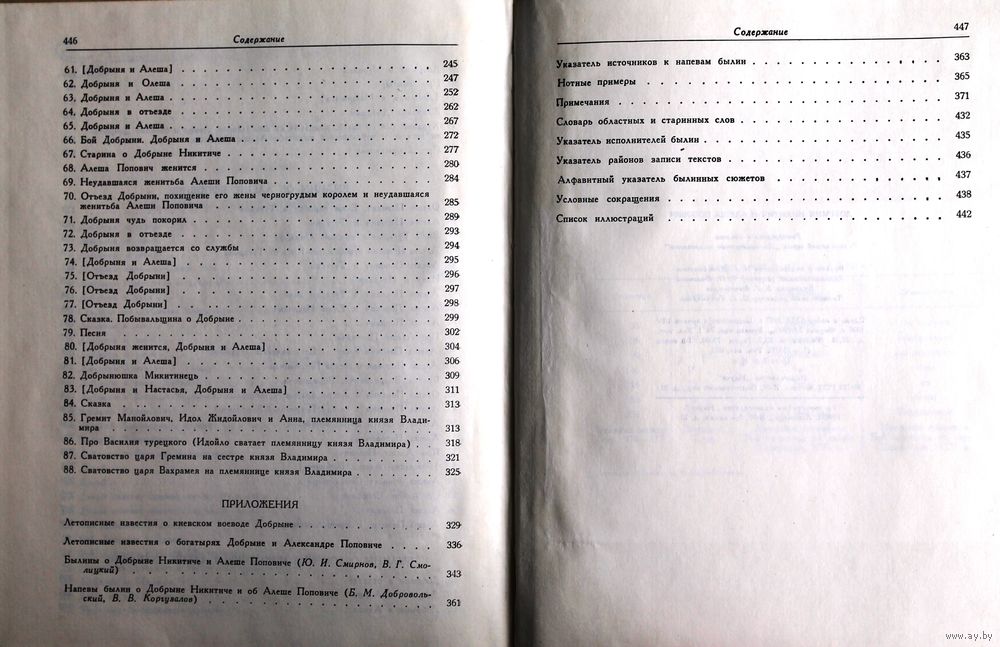 446
Содержание
61. [Добрыня и Алеша] 245
62. Добрыня и Олеша 247
63. Добрыня и Алеша 252
64. Добрыня в отъезде 262
65. Добрыня и Алеша 267
66. Бой Добрыни. Добрыня и Алеша 272
67. Старина о Добрыне Никитиче 277
68. Алеша Попович женится 280
69. Неудавшаяся женитьба Алеши Поповича 284
70. Отъезд Добрыни, похищение его жены черногрудым королем и неудавшаяся
женитьба Алеши Поповича 285
71. Добрыня чудь покорил 289
72. Добрыня в отъезде 293
73. Добрыня возвращается со службы 294
74. [Добрыня и Алеша] 295
75. [Отъезд Добрыни] 296
76. [Отъезд Добрыни] 297
77. [Отъезд Добрыни] 298
78. Сказка. Побывальщина о Добрыне 299
79. Песня 302
80. [Добрыня женится, Добрыня и Алеша] 304
81. [Добрыня и Алеша] 306
82. Добрынюшка Микитинець 309
83. [Добрыня и Настасья, Добрыня и Алеша] 311
84. Сказка 313
85. Гремит Манойлович, Идол Жидойлович и Анна, племянница князя Влади-
мира 313
86. Про Василия турецкого (Идойло сватает племянницу князя Владимира) 318
87. Сватовство царя Гремина на сестре князя Владимира 321
88. Сватовство царя Вахрамея на племяннице князя Владимира 325
ПРИЛОЖЕНИЯ
Летописные известия о киевском воеводе Добрыне 329
Летописные известия о богатырях Добрыне и Александре Поповиче 336
Былины о Добрыне Никитиче и Алеше Поповиче (Ю. И. Смирнов, В. Г. Смо-
лицкий) 343
Напевы былин о Добрыне Никитиче и об Алеше Поповиче (Б. М. Доброволь-
ский, В. В. Коргузалов) 361
Содержание
447
Указатель источников к напевам былин 363
Нотные примеры 365
Примечания 371
Словарь областных и старинных слов 432
Указатель исполнителей былин 435
Указатель районов записи текстов 436
Алфавитный указатель былинных сюжетов 437
Условные сокращения 438
Список иллюстраций 442
www.ay.by